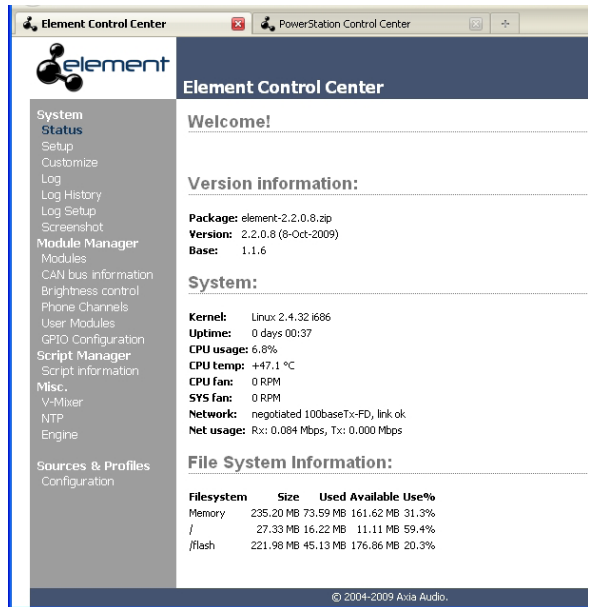 Element Control Center
PowerStation Control Center
element
Element Control Center
System
Status
Setup
Customize
Log
Log History
Log Setup
Screenshot
Module Manager
Modules
CAN bus information
Brightness control
Phone Channels
User Modules
GPIO Configuration
Script Manager
Script information
Misc.
V-Mixer
NTP
Engine
Sources & Profiles
Configuration
Welcome!
Version information:
Package: element-2.2.0.8.zip
Version: 2.2.0.8 (8-Oct-2009)
Base: 1.1.6
System:
Kernel: Linux 2.4.32 i686
Uptime: 0 days 00:37
CPU usage: 6.8%
CPU temp: +47.1 °C
CPU fan: 0 RPM
SYS fan: 0 RPM
Network: negotiated 100baseTx-FD, link ok
Net usage: Rx: 0.084 Mbps, Tx: 0.000 Mbps
File System Information:
Filesystem Size Used Available Use%
Memory 235.20 MB 73.59 MB 161.62 MB 31.3%
/ 27.33 MB 16.22 MB 11.11 MB 59.4%
/flash 221.98 MB 45.13 MB 176.86 MB 20.3%
© 2004-2009 Axia Audio.